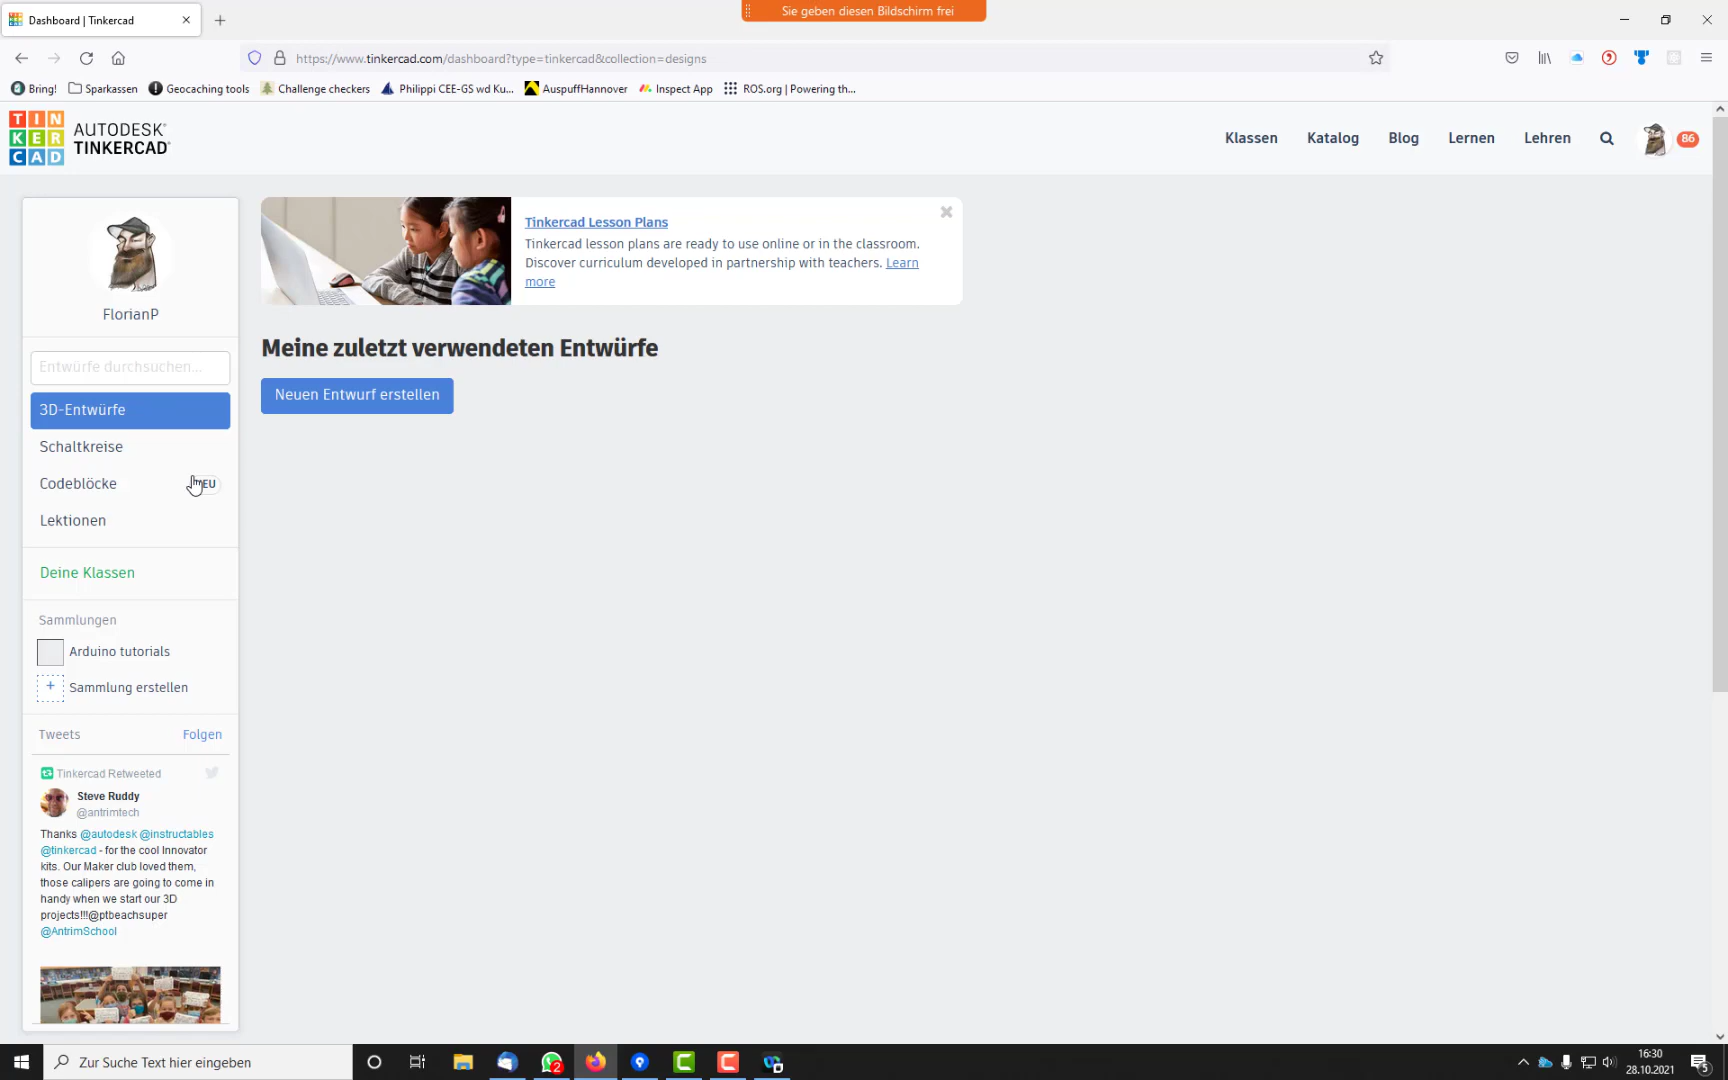 Sie geben diesen Bildschirm frei
Dashboard | Tinkercad
https://www.tinkercad.com/dashboard?type=tinkercad&collection=designs
Bring! Sparkassen Geocaching tools Challenge checkers Philippi CEE-GS wd Ku... AuspuffHannover Inspect App ROS.org | Powering th...
TIN
KER
CAD
AUTODESK®
TINKERCAD®
Klassen Katalog Blog Lernen Lehren 86
FlorianP
Entwürfe durchsuchen...
3D-Entwürfe
Schaltkreise
Codeblöcke
Lektionen
Deine Klassen
Sammlungen
Arduino tutorials
+ Sammlung erstellen
Tweets Folgen
Tinkercad Retweeted
Steve Ruddy
@antrimtech
Thanks @autodesk @instructables
@tinkercad - for the cool Innovator
kits. Our Maker club loved them,
those calipers are going to come in
handy when we start our 3D
projects!!!@ptbeachsuper
@AntrimSchool
Tinkercad Lesson Plans
Tinkercad lesson plans are ready to use online or in the classroom.
Discover curriculum developed in partnership with teachers. Learn
more
Meine zuletzt verwendeten Entwürfe
Neuen Entwurf erstellen
Zur Suche Text hier eingeben
2
16:30
28.10.2021
5